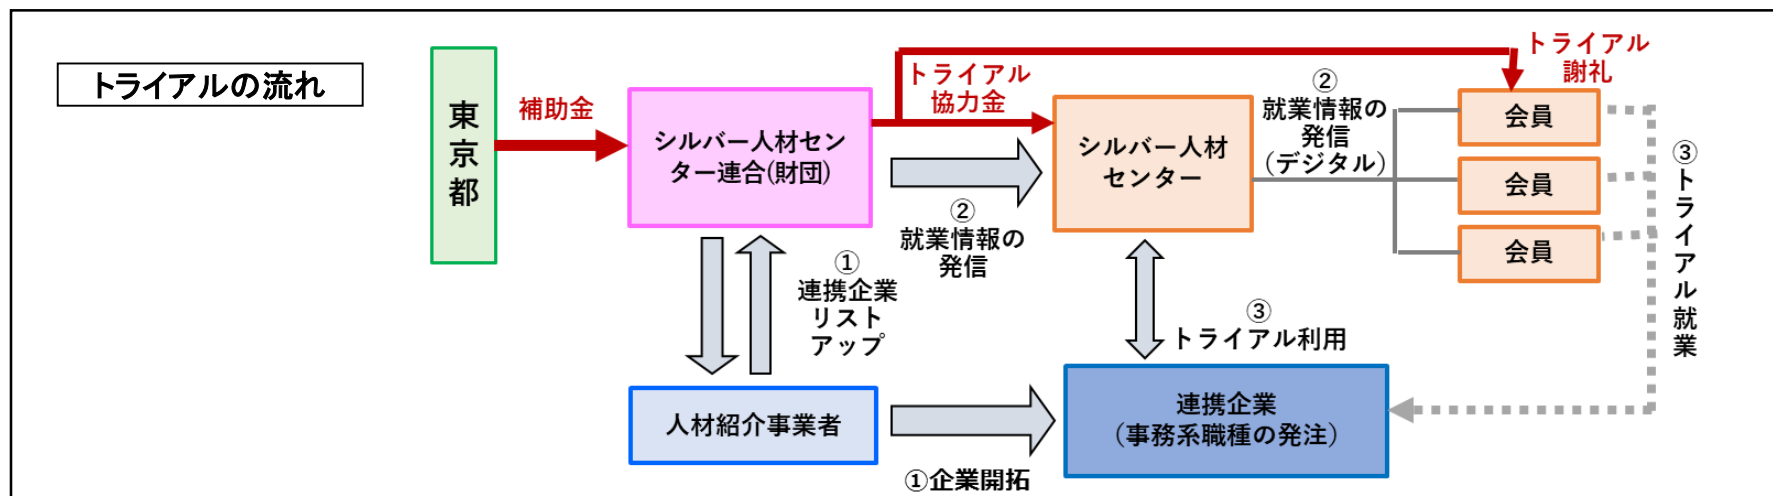 トライアルの流れ
東
京
都
補助金
シルバー人材セン
ター連合(財団)
トライアル
協力金
②
就業情報の
発信
シルバー人材
センター
②
就業情報の
発信
(デジタル)
トライアル
謝礼
会員
会員
会員
③
ト
ラ
イ
ア
ル
就
業
①
連携企業
リスト
アップ
③
トライアル利用
人材紹介事業者
①企業開拓
連携企業
(事務系職種の発注)